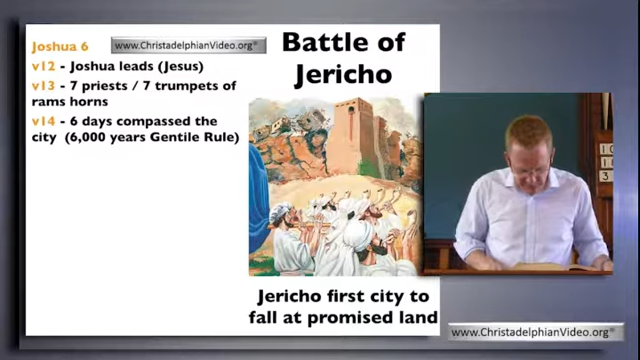 Joshua 6
www.ChristadelphianVideo.org®
v12 - Joshua leads (Jesus)
v13 - 7 priests / 7 trumpets of
rams horns
v14 - 6 days compassed the
city (6,000 years Gentile Rule)
Battle of
Jericho
Jericho first city to
fall at promised land
www.ChristadelphianVideo.org®